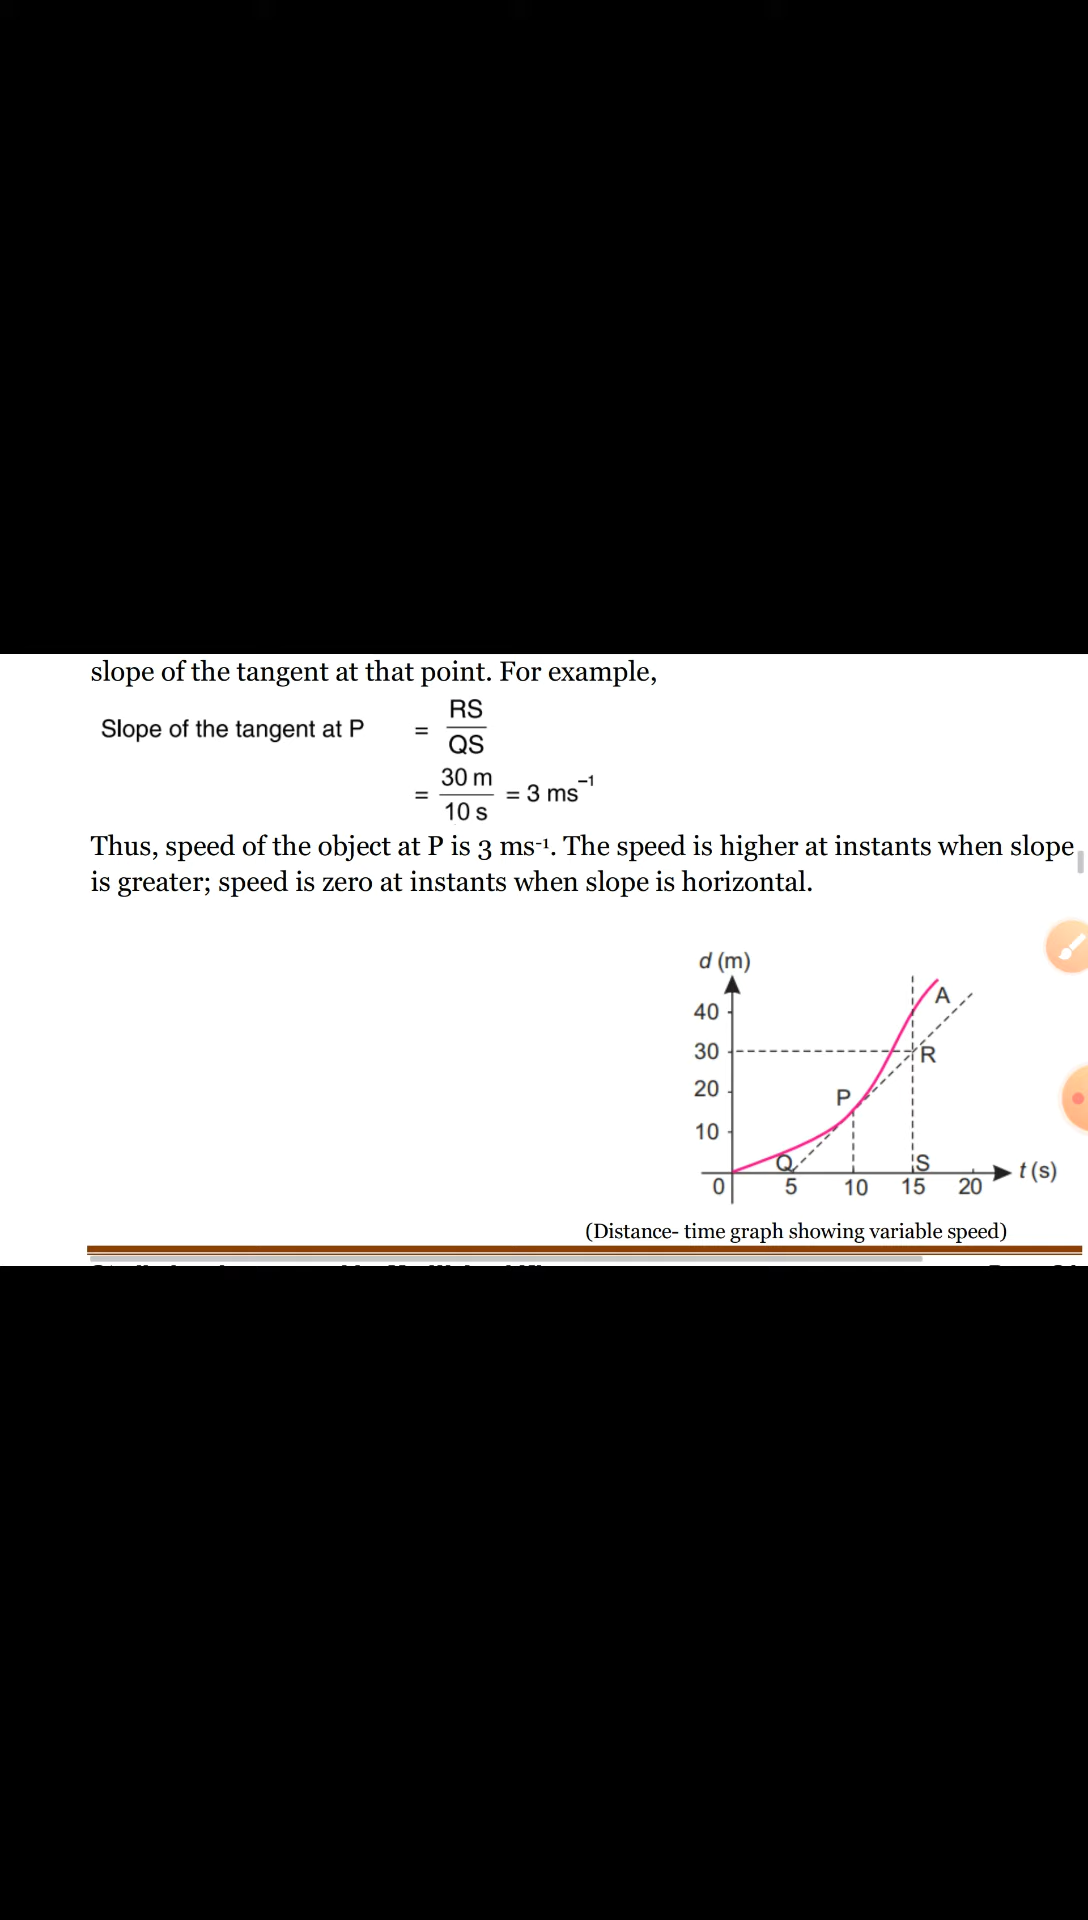 slope of the tangent at that point. For example,
Slope of the tangent at P = RS
QS
= 30 m
10 s
= 3 ms⁻¹
Thus, speed of the object at P is 3 ms⁻¹. The speed is higher at instants when slope
is greater; speed is zero at instants when slope is horizontal.
d (m)
40
A
30
R
20
P
10
Q
S
t (s)
0 5 10 15 20
(Distance- time graph showing variable speed)